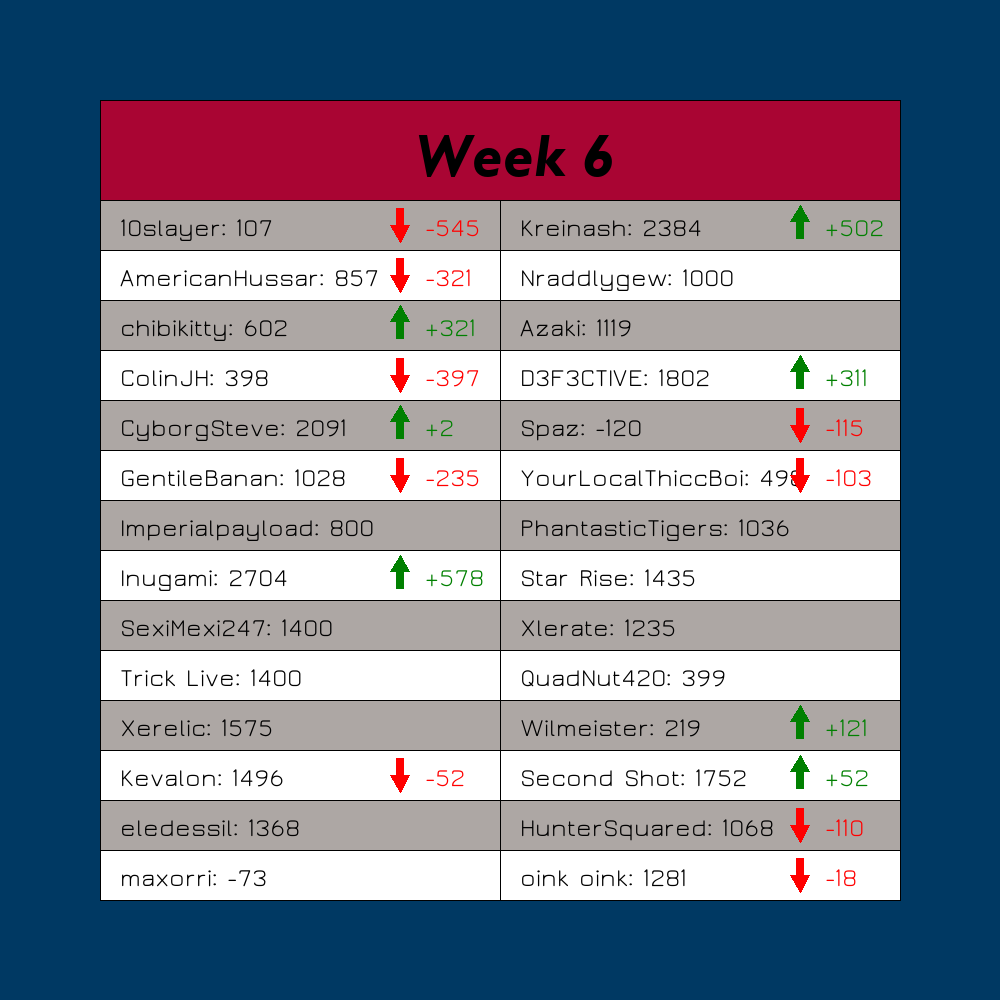 Week 6
10slayer: 107 -545
Kreinash: 2384 +502
AmericanHussar: 857 -321
Nraddlygew: 1000
chibikitty: 602 +321
Azaki: 1119
ColinJH: 398 -397
D3F3CTIVE: 1802 +311
CyborgSteve: 2091 +2
Spaz: -120 -115
GentileBanan: 1028 -235
YourLocalThiccBoi: 498 -103
Imperialpayload: 800
PhantasticTigers: 1036
Inugami: 2704 +578
Star Rise: 1435
SexiMexi247: 1400
Xlerate: 1235
Trick Live: 1400
QuadNut420: 399
Xerelic: 1575
Wilmeister: 219 +121
Kevalon: 1496 -52
Second Shot: 1752 +52
eledessil: 1368
HunterSquared: 1068 -110
maxorri: -73
oink oink: 1281 -18